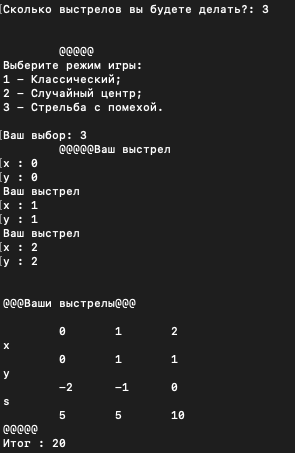 [Сколько выстрелов вы будете делать?: 3
@@@@@
Выберите режим игры:
1 – Классический;
2 – Случайный центр;
3 – Стрельба с помехой.
[Ваш выбор: 3
@@@@@Ваш выстрел
[x : 0
[y : 0
Ваш выстрел
[x : 1
[y : 1
Ваш выстрел
[x : 2
[y : 2
@@@Ваши выстрелы@@@
0 1 2
x
0 1 1
y
-2 -1 0
s
5 5 10
@@@@@
Итог : 20